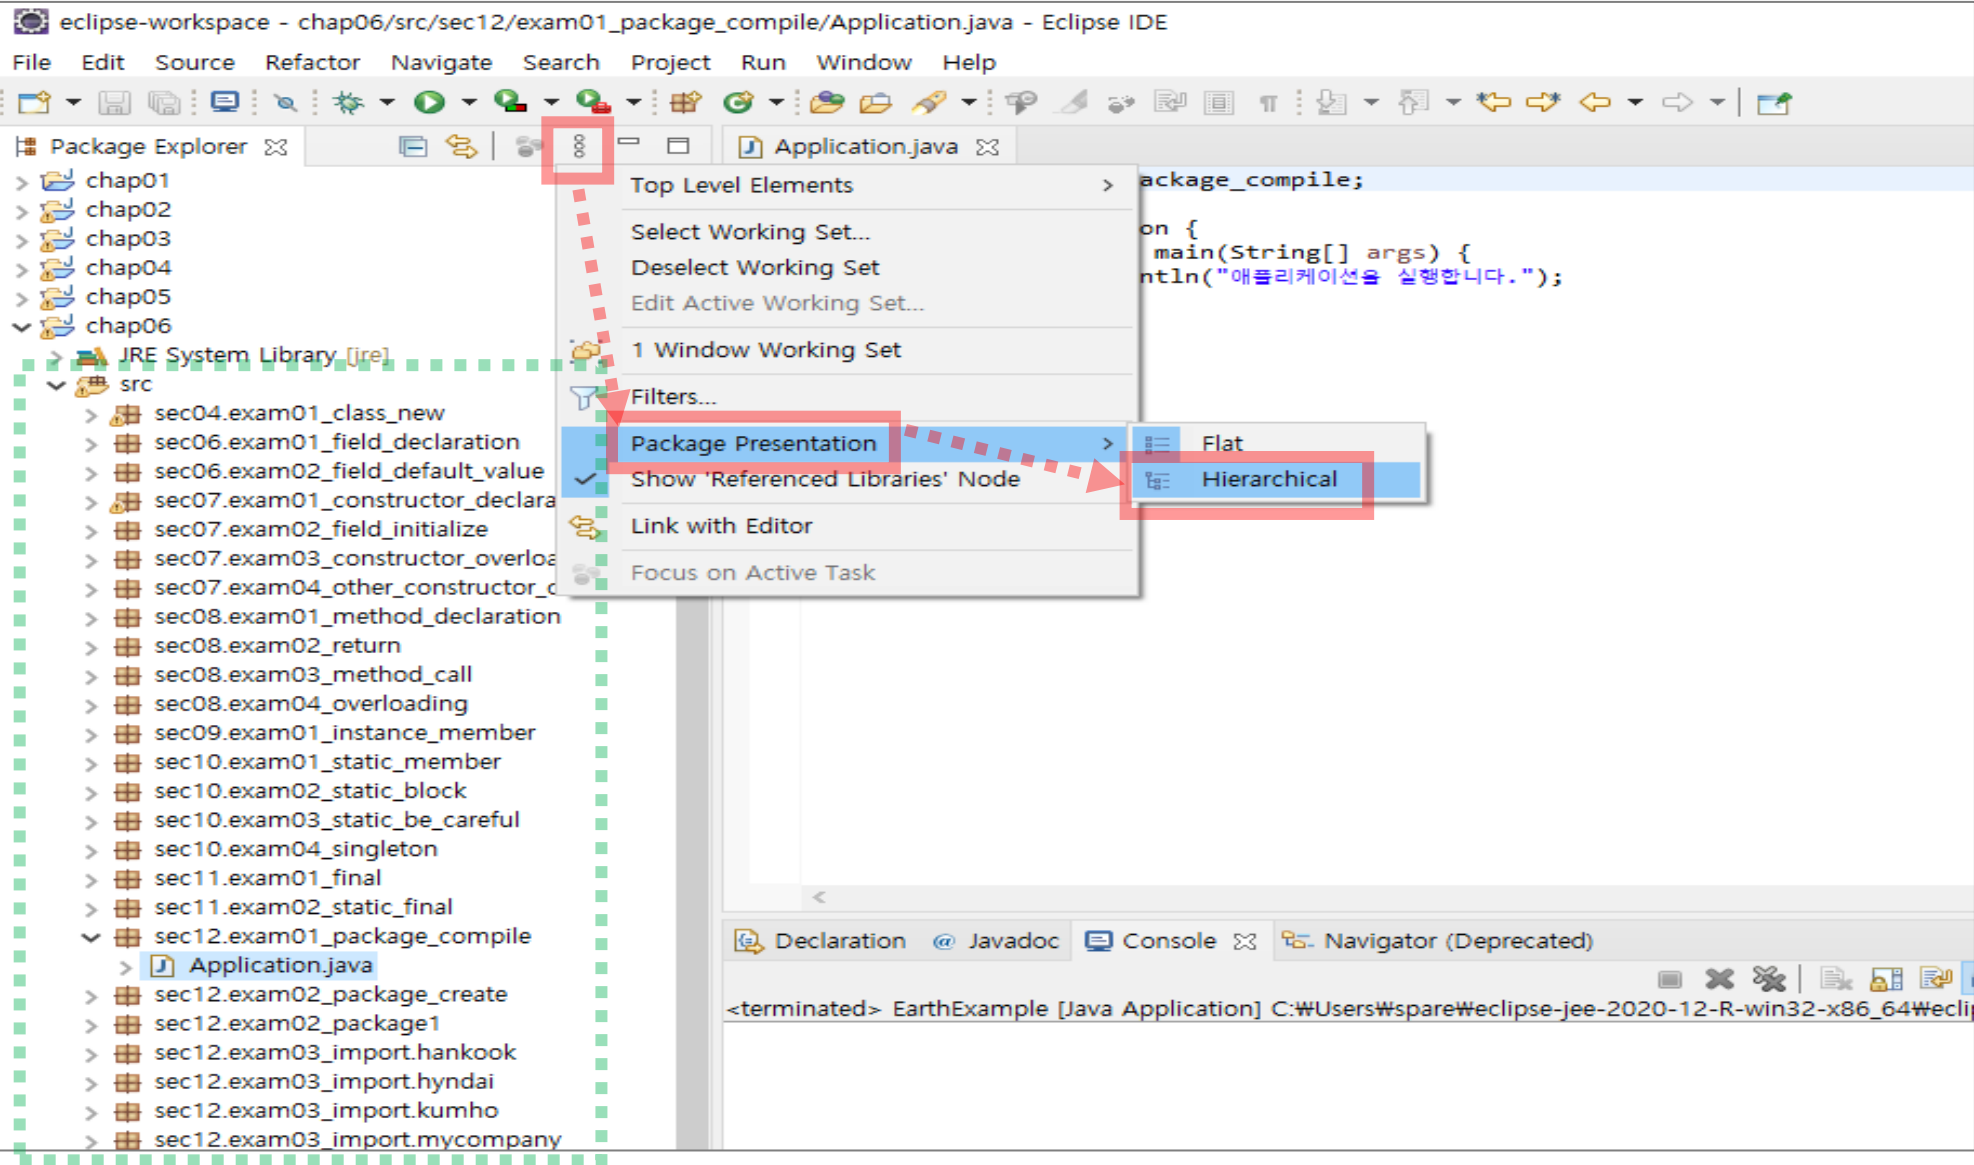 eclipse-workspace - chap06/src/sec12/exam01_package_compile/Application.java - Eclipse IDE
File Edit Source Refactor Navigate Search Project Run Window Help
Package Explorer
Application.java
chap01
chap02
chap03
chap04
chap05
chap06
JRE System Library [jre]
src
sec04.exam01_class_new
sec06.exam01_field_declaration
sec06.exam02_field_default_value
sec07.exam01_constructor_declara
sec07.exam02_field_initialize
sec07.exam03_constructor_overloa
sec07.exam04_other_constructor_c
sec08.exam01_method_declaration
sec08.exam02_return
sec08.exam03_method_call
sec08.exam04_overloading
sec09.exam01_instance_member
sec10.exam01_static_member
sec10.exam02_static_block
sec10.exam03_static_be_careful
sec10.exam04_singleton
sec11.exam01_final
sec11.exam02_static_final
sec12.exam01_package_compile
Application.java
sec12.exam02_package_create
sec12.exam02_package1
sec12.exam03_import.hankook
sec12.exam03_import.hyndai
sec12.exam03_import.kumho
sec12.exam03_import.mycompany
Top Level Elements
Select Working Set...
Deselect Working Set
Edit Active Working Set...
1 Window Working Set
Filters...
Package Presentation
Show 'Referenced Libraries' Node
Link with Editor
Focus on Active Task
Flat
Hierarchical
ackage_compile;
on {
main(String[] args) {
ntln("애플리케이션을 실행합니다.");
Declaration @ Javadoc Console Navigator (Deprecated)
<terminated> EarthExample [Java Application] C:₩Users₩spare₩eclipse-jee-2020-12-R-win32-x86_64₩ecli